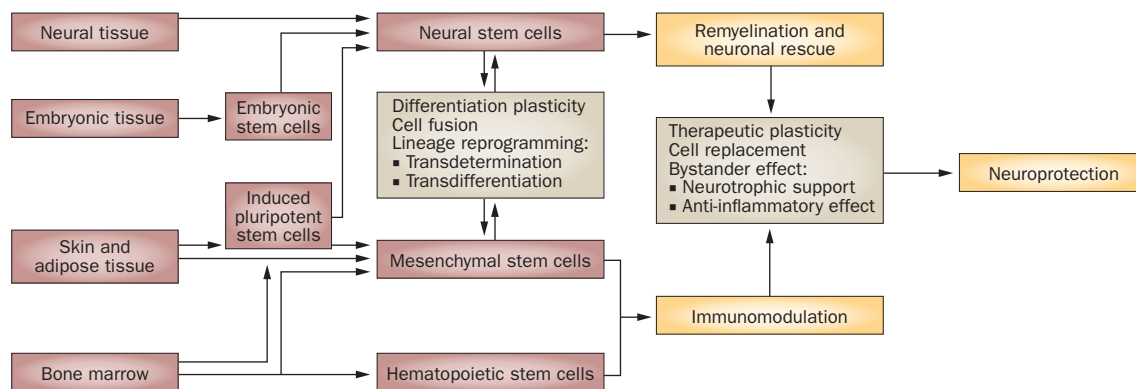 Neural tissue
Neural stem cells
Remyelination and
neuronal rescue
Embryonic tissue
Embryonic
stem cells
Differentiation plasticity
Cell fusion
Lineage reprogramming:
▪ Transdetermination
▪ Transdifferentiation
Therapeutic plasticity
Cell replacement
Bystander effect:
▪ Neurotrophic support
▪ Anti-inflammatory effect
Neuroprotection
Induced
pluripotent
stem cells
Skin and
adipose tissue
Mesenchymal stem cells
Immunomodulation
Bone marrow
Hematopoietic stem cells